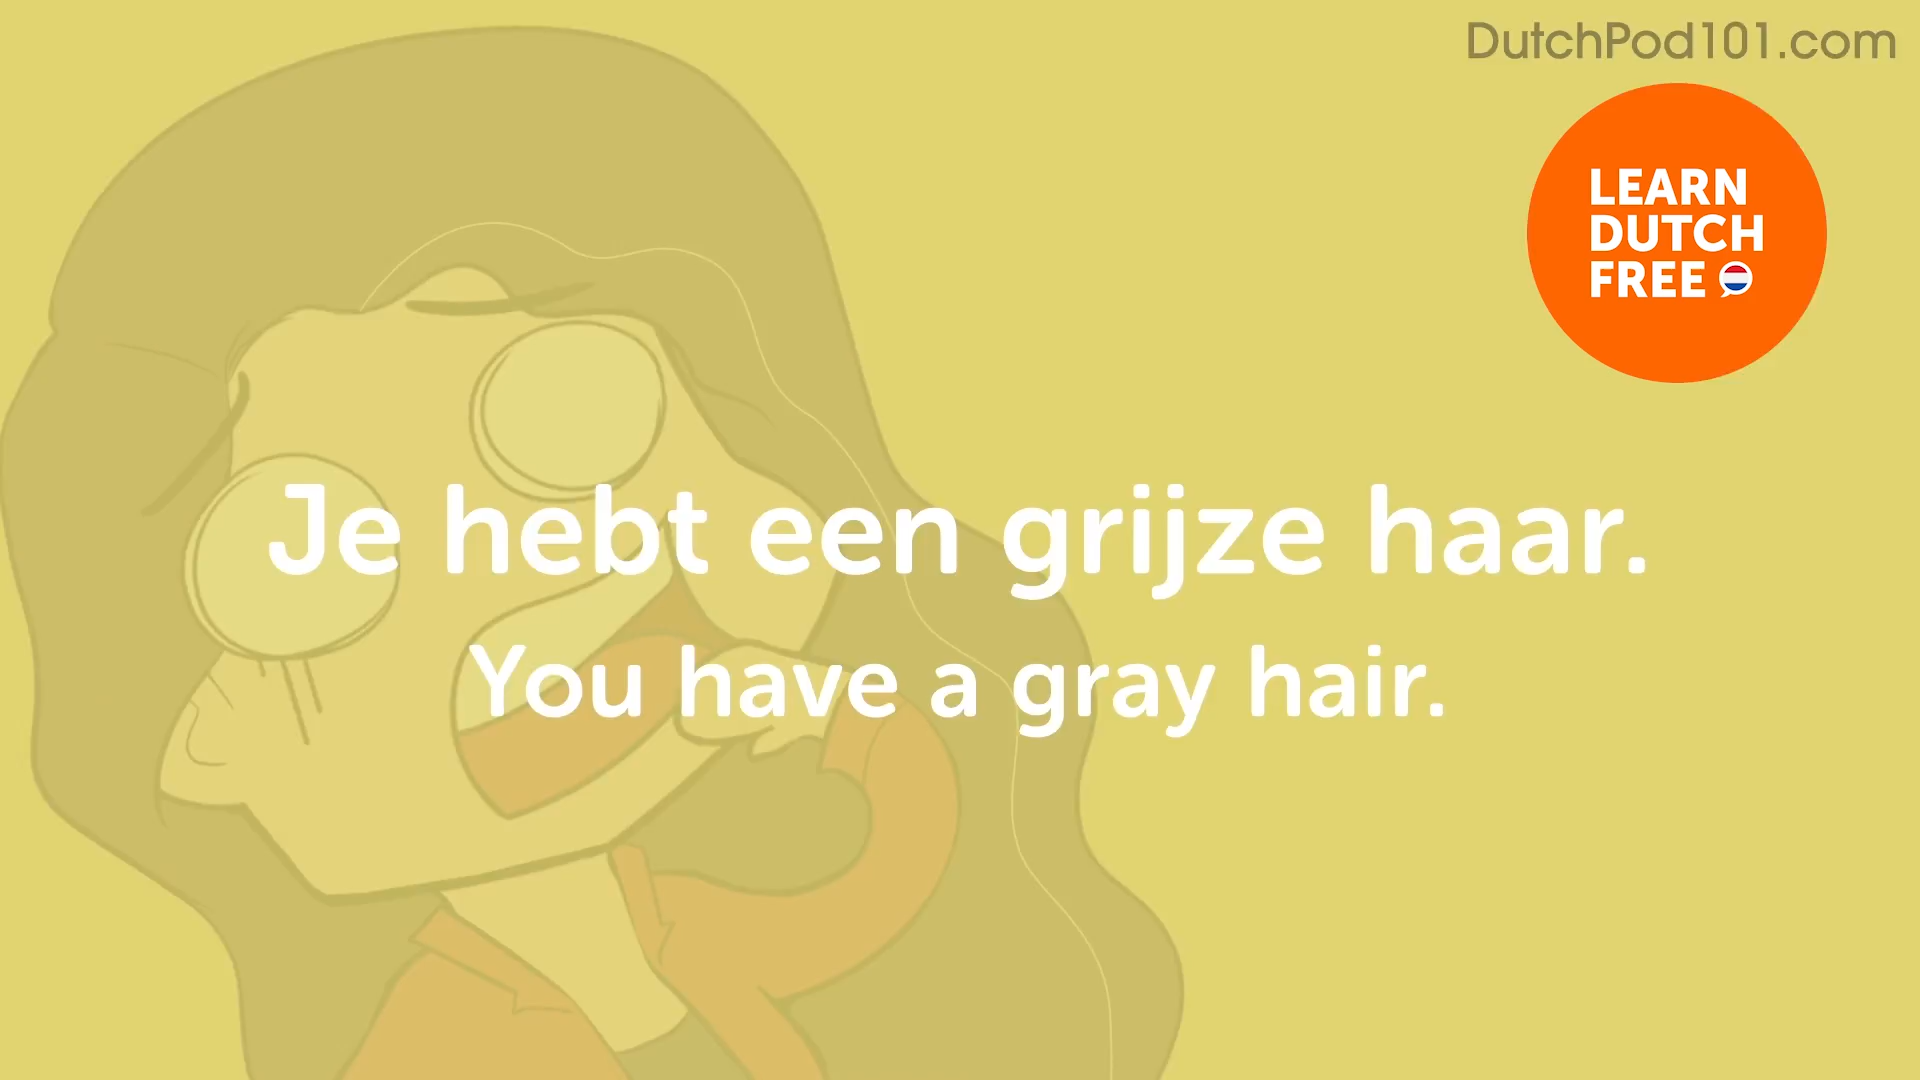 DutchPod101.com
LEARN
DUTCH
FREE
Je hebt een grijze haar.
You have a gray hair.